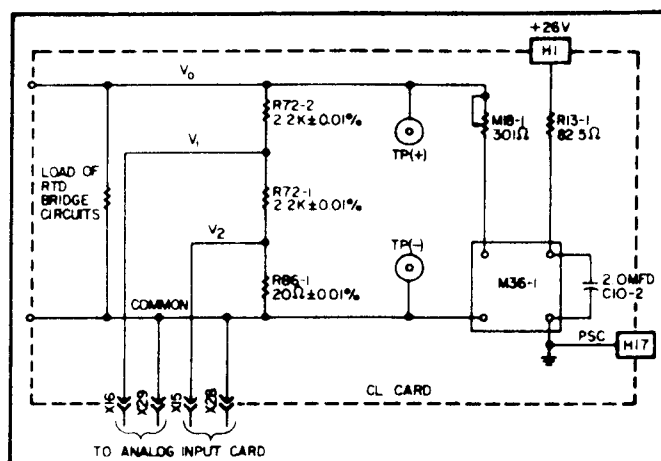 +26V
H1
V₀
R72-2
2.2K±0.01%
M18-1
301Ω
R13-1
82.5Ω
TP(+)
V₁
LOAD OF
RTD
BRIDGE
CIRCUITS
R72-1
2.2K±0.01%
V2
TP(-)
R86-1
20Ω±0.01%
M36-1
2.0MFD
C10-2
COMMON
PSC
H17
X16
X29
X15
X28
CL CARD
TO ANALOG INPUT CARD